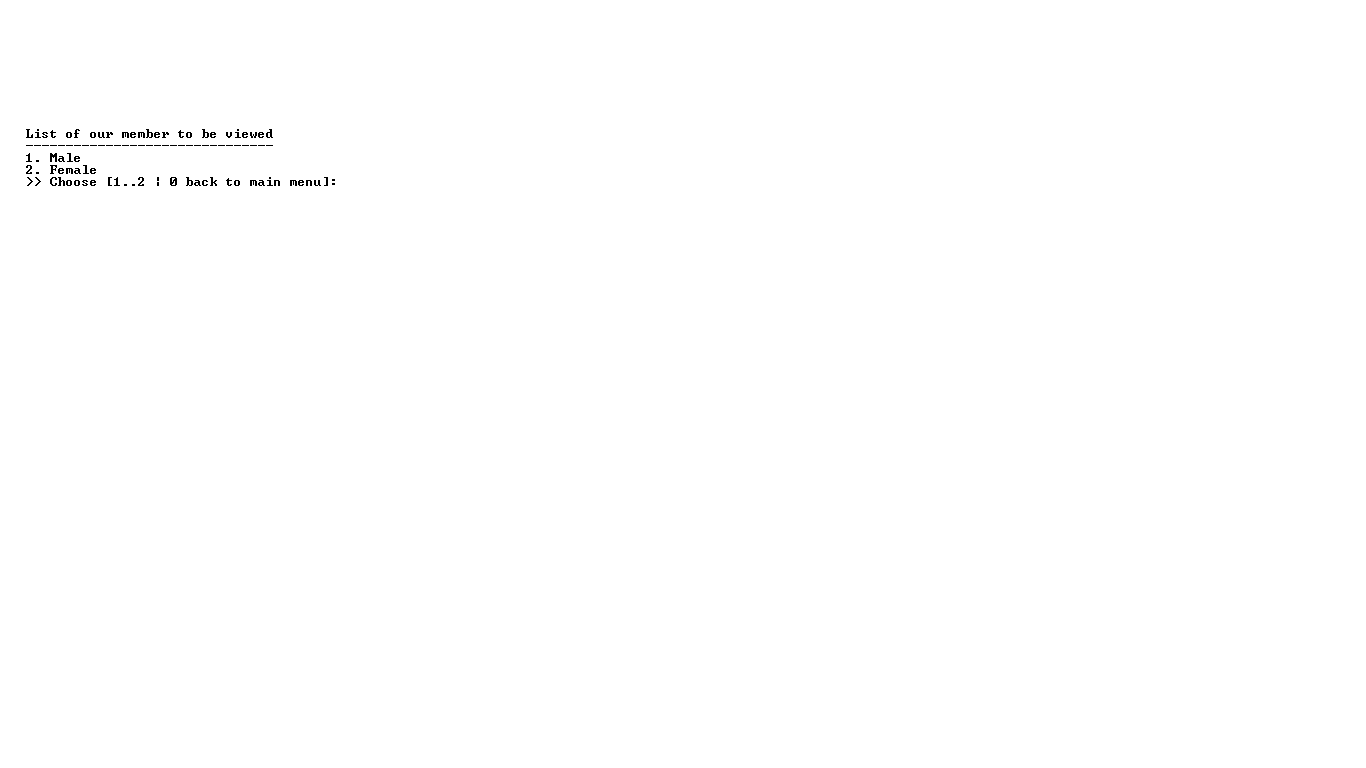 List of our member to be viewed
-------------------------------
1. Male
2. Female
>> Choose [1..2 | 0 back to main menu]: